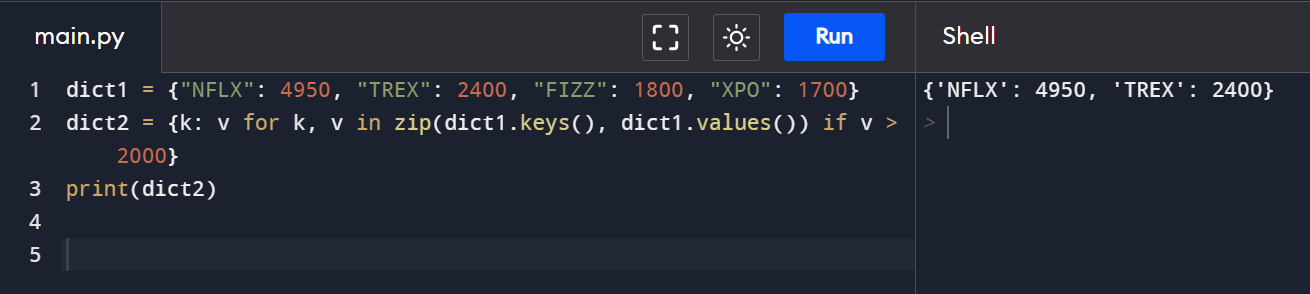 main.py
Run
Shell
1 dict1 = {"NFLX": 4950, "TREX": 2400, "FIZZ": 1800, "XPO": 1700}
2 dict2 = {k: v for k, v in zip(dict1.keys(), dict1.values()) if v >
2000}
3 print(dict2)
4
5
{'NFLX': 4950, 'TREX': 2400}
>